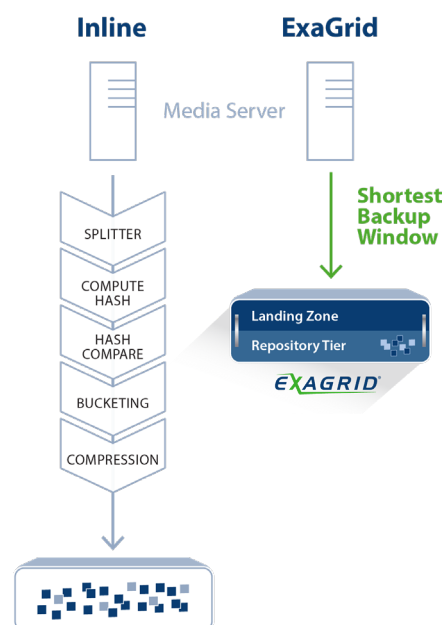 Inline
ExaGrid
Media Server
SPLITTER
COMPUTE
HASH
HASH
COMPARE
BUCKETING
COMPRESSION
Shortest
Backup
Window
Landing Zone
Repository Tier
EXAGRID®